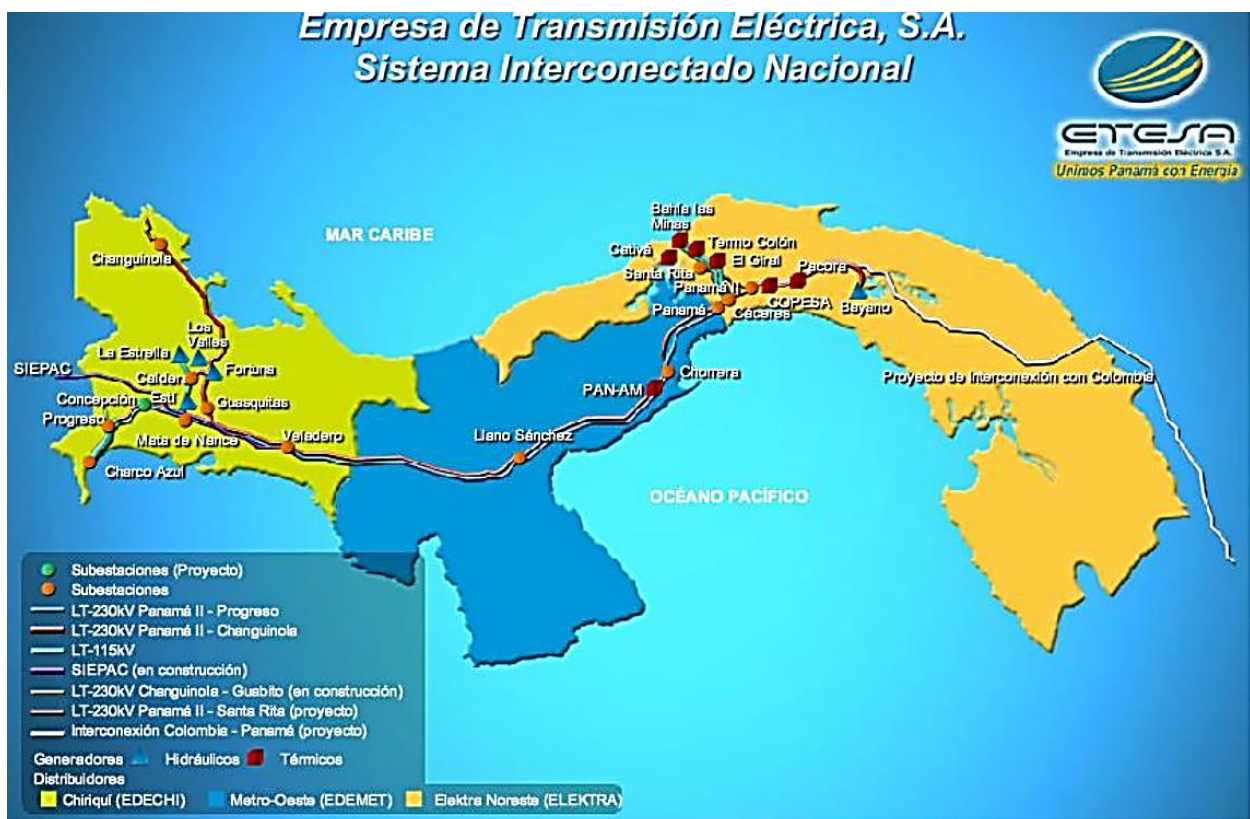 Empresa de Transmisión Eléctrica, S.A.
Sistema Interconectado Nacional
ETESA
Empresa de Transmisión Eléctrica S.A.
Unimos Panamá con Energía
MAR CARIBE
Bahía las
Minas
Termo Colón
Cativá
El Giral
Santa Rita
Pacora
Panamá II
COPESA
Panamá
Cáceres
Bayano
Changuinola
Los
Valles
La Estrella
Fortuna
SIEPAC
Caldera
Concepción
Estí
Guasquitas
Progreso
Mata de Nance
Veladero
Charco Azul
Chorrera
PAN-AM
Llano Sánchez
Proyecto de Interconexión con Colombia
OCÉANO PACÍFICO
Subestaciones (Proyecto)
Subestaciones
LT-230kV Panamá II - Progreso
LT-230kV Panamá II - Changuinola
LT-115kV
SIEPAC (en construcción)
LT-230kV Changuinola - Guabito (en construcción)
LT-230kV Panamá II - Santa Rita (proyecto)
Interconexión Colombia - Panamá (proyecto)
Generadores Hidráulicos Térmicos
Distribuidores
Chiriquí (EDECHI) Metro-Oeste (EDEMET) Elektra Noreste (ELEKTRA)